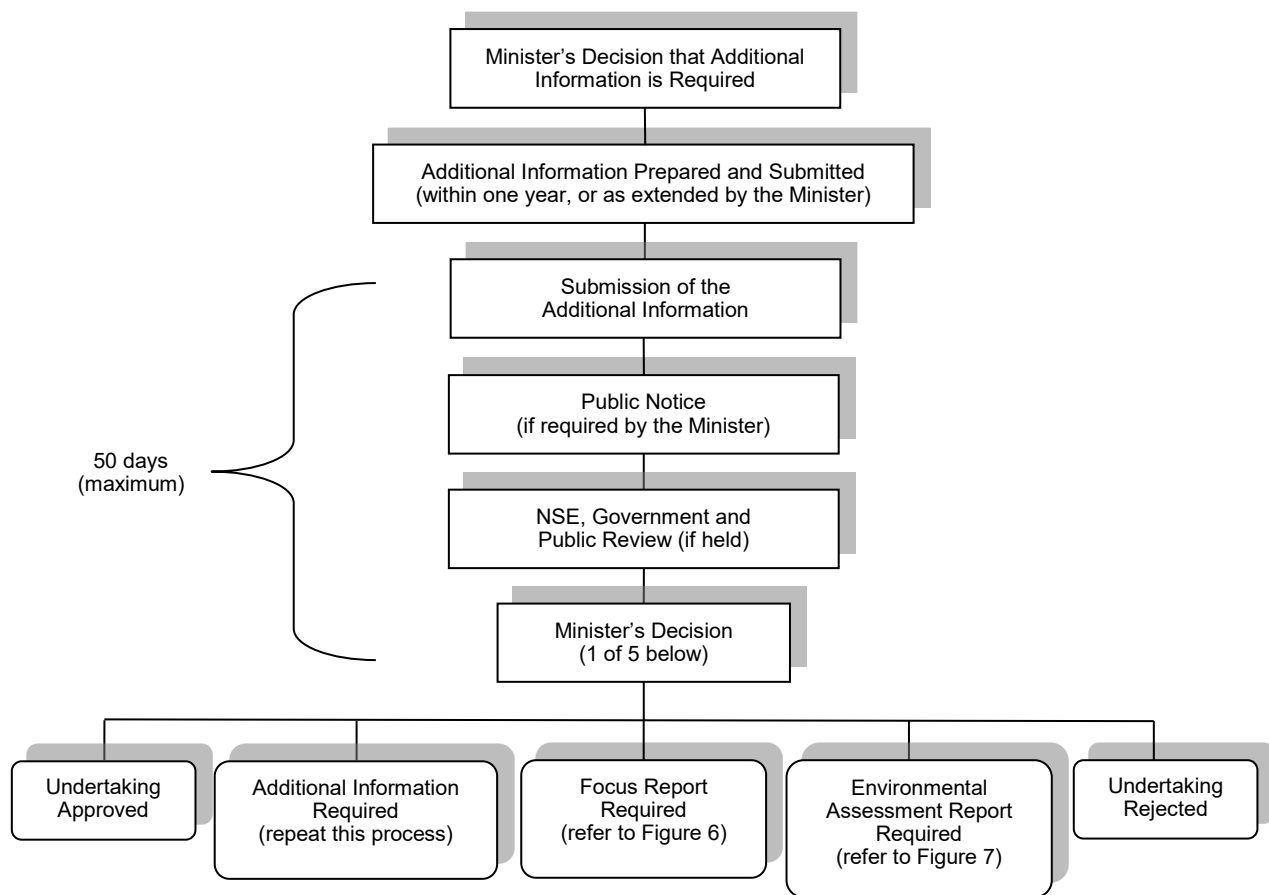 Minister’s Decision that Additional
Information is Required
Additional Information Prepared and Submitted
(within one year, or as extended by the Minister)
Submission of the
Additional Information
Public Notice
(if required by the Minister)
50 days
(maximum)
NSE, Government and
Public Review (if held)
Minister’s Decision
(1 of 5 below)
Undertaking
Approved
Additional Information
Required
(repeat this process)
Focus Report
Required
(refer to Figure 6)
Environmental
Assessment Report
Required
(refer to Figure 7)
Undertaking
Rejected